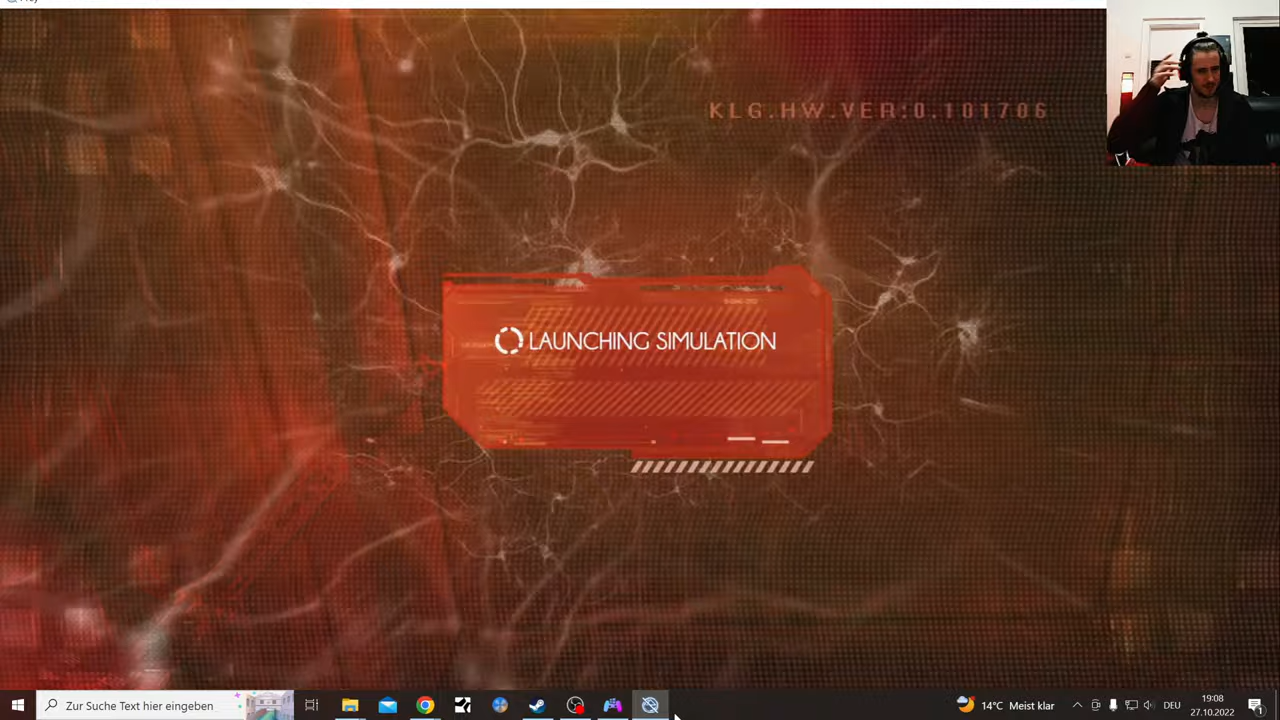 KLG.HW.VER:0.101706
LAUNCHING SIMULATION
Zur Suche Text hier eingeben
14°C Meist klar
DEU
19:08
27.10.2022